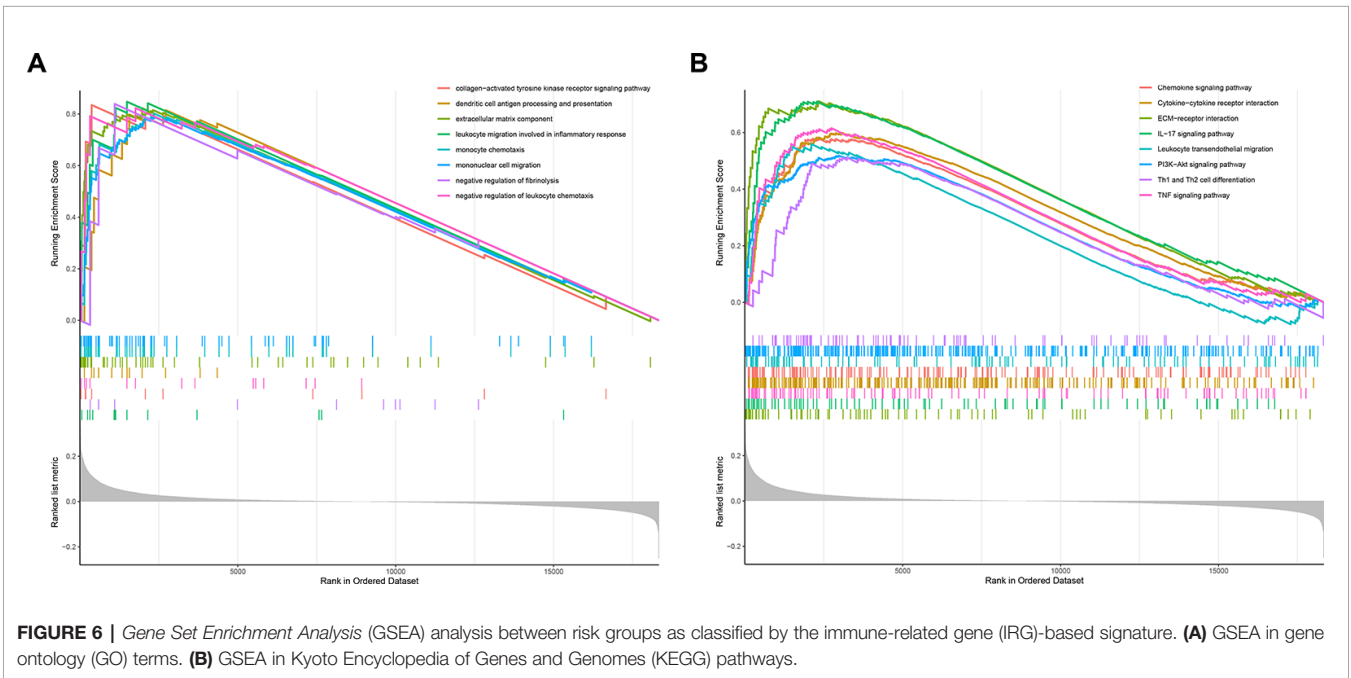 A
B
collagen−activated tyrosine kinase receptor signaling pathway
dendritic cell antigen processing and presentation
extracellular matrix component
leukocyte migration involved in inflammatory response
monocyte chemotaxis
mononuclear cell migration
negative regulation of fibrinolysis
negative regulation of leukocyte chemotaxis
Running Enrichment Score
0.8
0.6
0.4
0.2
0.0
Ranked list metric
0.2
0.0
−0.2
5000
10000
15000
Rank in Ordered Dataset
Chemokine signaling pathway
Cytokine−cytokine receptor interaction
ECM−receptor interaction
IL−17 signaling pathway
Leukocyte transendothelial migration
PI3K−Akt signaling pathway
Th1 and Th2 cell differentiation
TNF signaling pathway
Running Enrichment Score
0.6
0.4
0.2
0.0
Ranked list metric
0.2
0.0
−0.2
5000
10000
15000
Rank in Ordered Dataset
FIGURE 6 | Gene Set Enrichment Analysis (GSEA) analysis between risk groups as classified by the immune-related gene (IRG)-based signature. (A) GSEA in gene
ontology (GO) terms. (B) GSEA in Kyoto Encyclopedia of Genes and Genomes (KEGG) pathways.